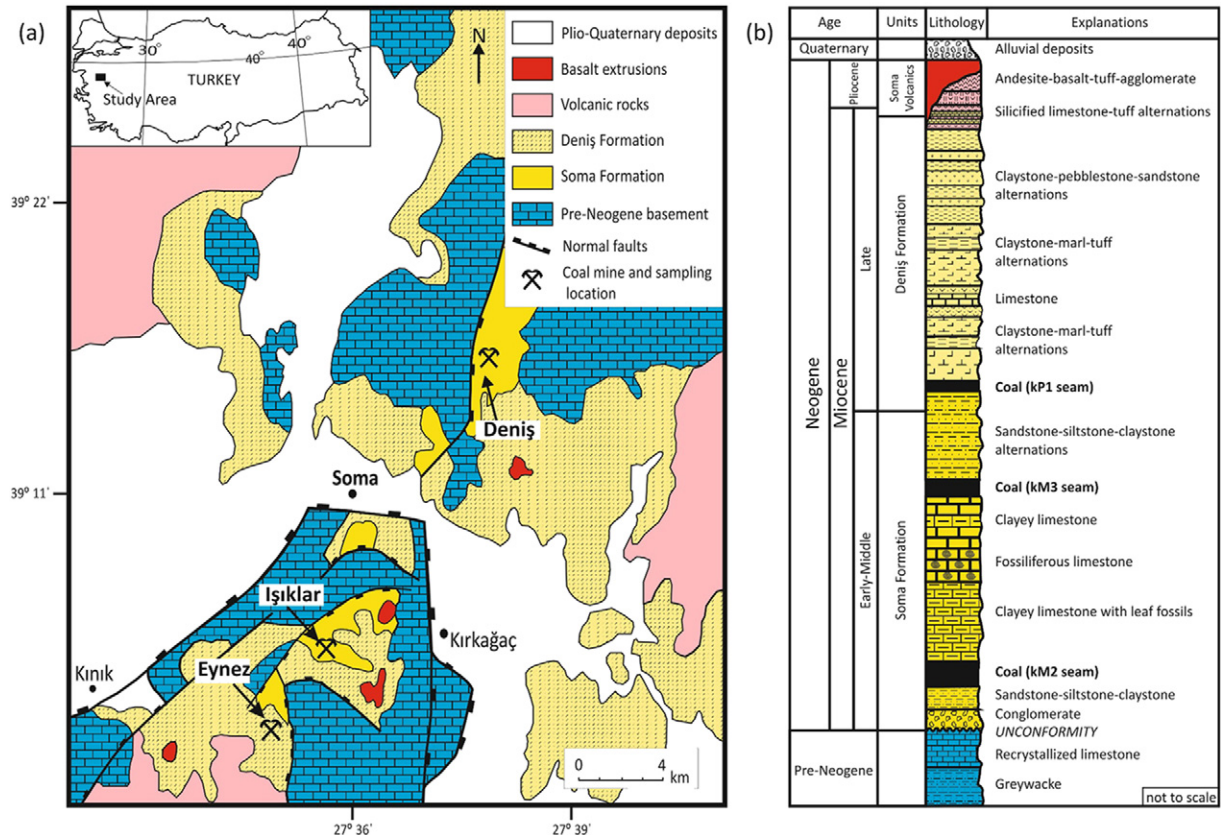 (a)
30°
40°
40°
TURKEY
Study Area
N
Plio-Quaternary deposits
Basalt extrusions
Volcanic rocks
Deniş Formation
Soma Formation
Pre-Neogene basement
Normal faults
Coal mine and sampling
location
39° 22'
39° 11'
Deniş
Soma
Işıklar
Kırkağaç
Eynez
Kınık
0 4
km
27° 36'
27° 39'
(b)
Age
Units
Lithology
Explanations
Quaternary
Alluvial deposits
Neogene
Pliocene
Soma
Volcanics
Andesite-basalt-tuff-agglomerate
Silicified limestone-tuff alternations
Miocene
Late
Deniş Formation
Claystone-pebblestone-sandstone
alternations
Claystone-marl-tuff
alternations
Limestone
Claystone-marl-tuff
alternations
Coal (kP1 seam)
Early-Middle
Soma Formation
Sandstone-siltstone-claystone
alternations
Coal (kM3 seam)
Clayey limestone
Fossiliferous limestone
Clayey limestone with leaf fossils
Coal (kM2 seam)
Sandstone-siltstone-claystone
Conglomerate
UNCONFORMITY
Pre-Neogene
Recrystallized limestone
Greywacke
not to scale